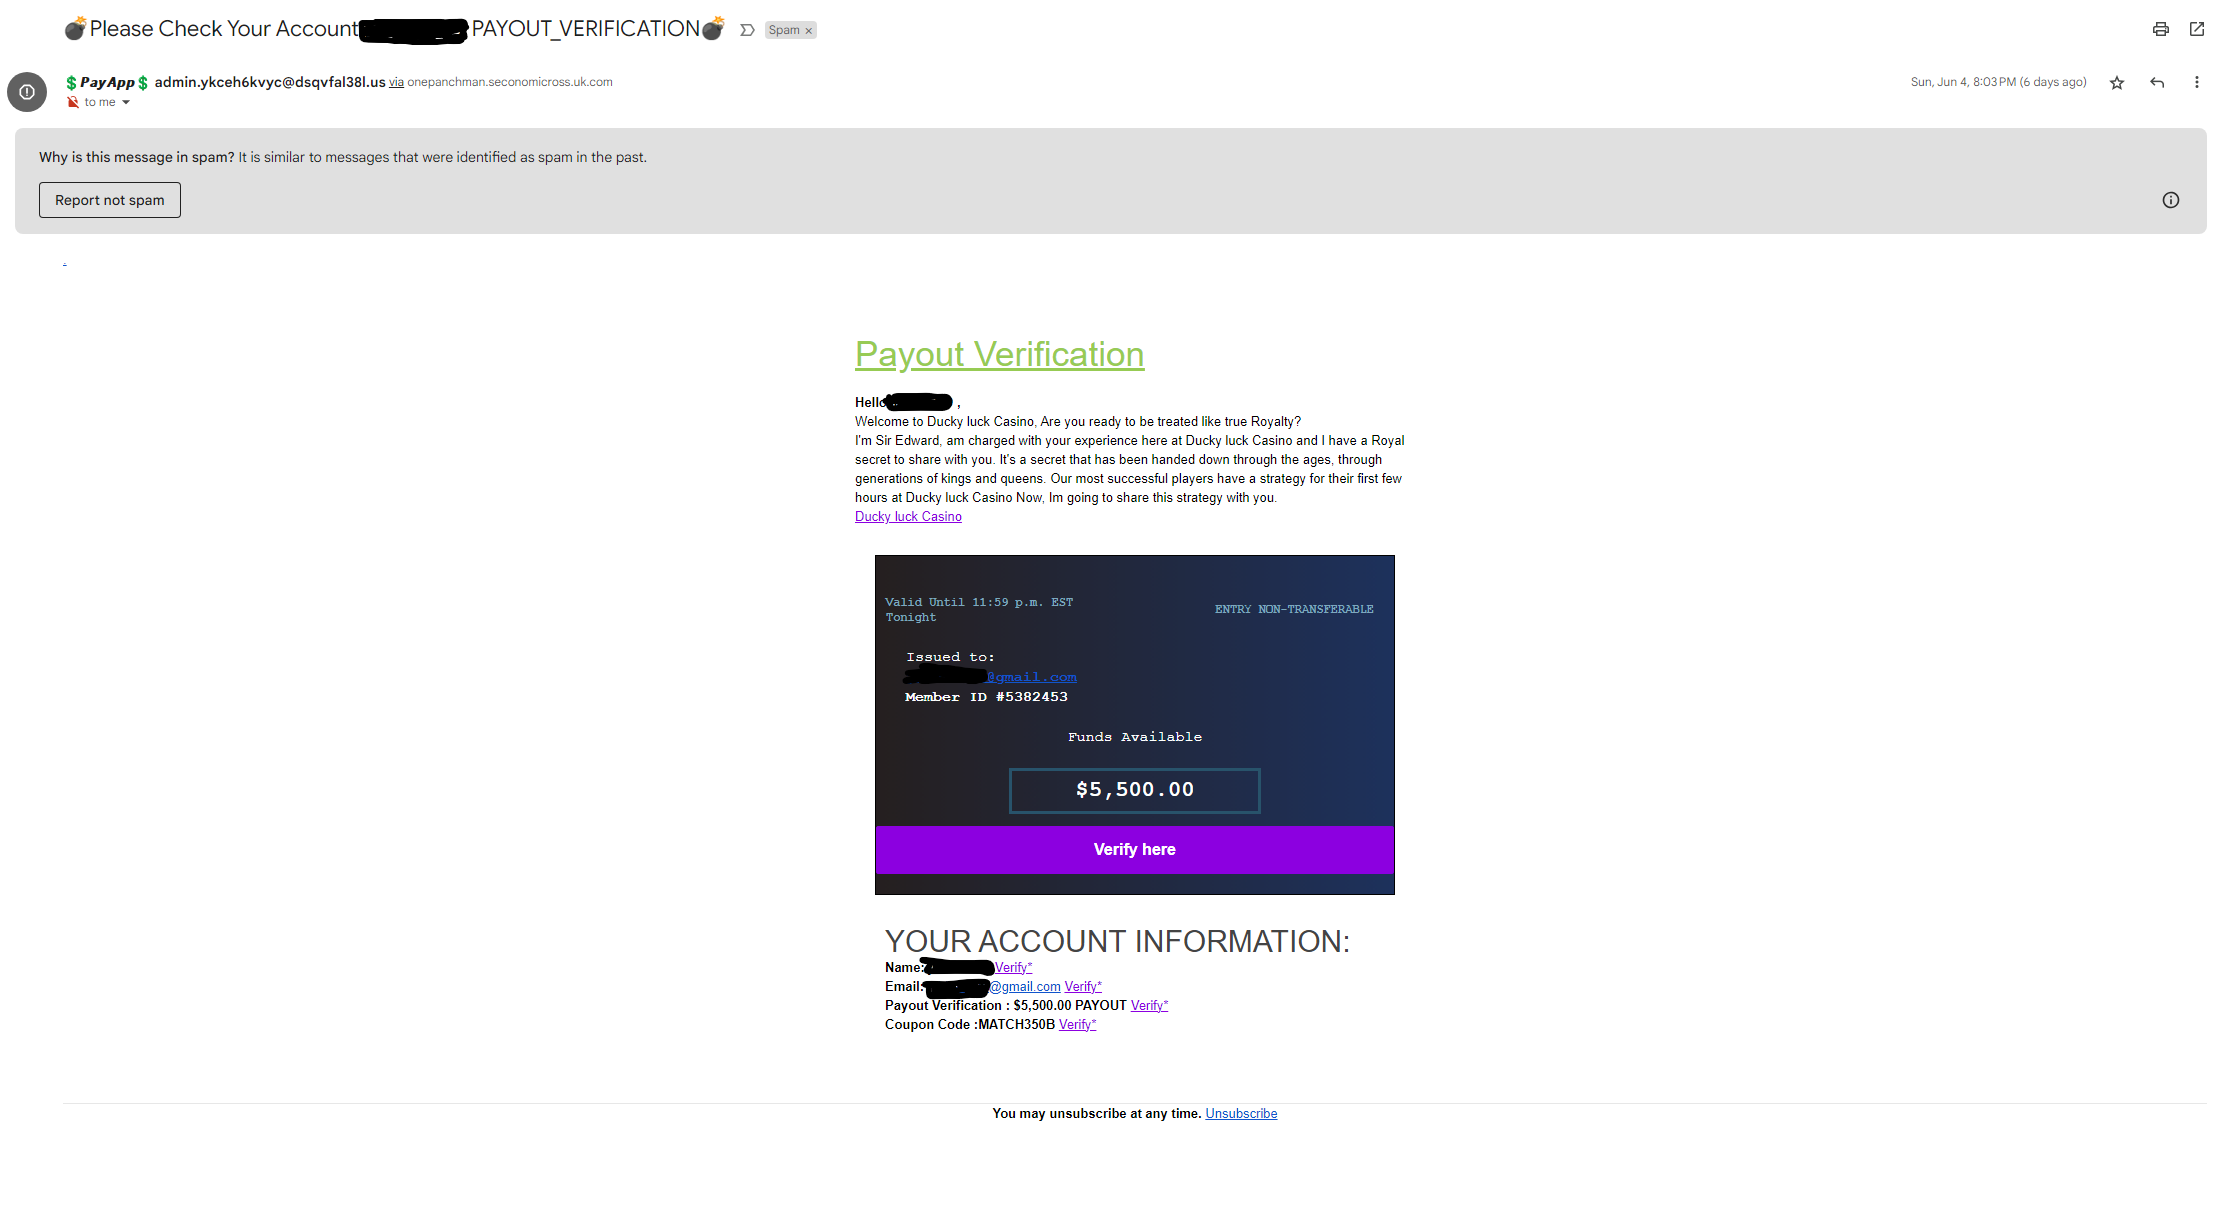 💣Please Check Your Account PAYOUT_VERIFICATION💣 Spam ×
💲𝙋𝙖𝙮𝘼𝙥𝙥💲 admin.ykceh6kvyc@dsqvfal38l.us via onepanchman.seconomicross.uk.com
Sun, Jun 4, 8:03 PM (6 days ago)
to me
Why is this message in spam? It is similar to messages that were identified as spam in the past.
Report not spam
.
Payout Verification
Hello ,
Welcome to Ducky luck Casino, Are you ready to be treated like true Royalty?
I'm Sir Edward, am charged with your experience here at Ducky luck Casino and I have a Royal
secret to share with you. It's a secret that has been handed down through the ages, through
generations of kings and queens. Our most successful players have a strategy for their first few
hours at Ducky luck Casino Now, Im going to share this strategy with you.
Ducky luck Casino
Valid Until 11:59 p.m. EST
Tonight
ENTRY NON-TRANSFERABLE
Issued to:
@gmail.com
Member ID #5382453
Funds Available
$5,500.00
Verify here
YOUR ACCOUNT INFORMATION:
Name: Verify*
Email: @gmail.com Verify*
Payout Verification : $5,500.00 PAYOUT Verify*
Coupon Code :MATCH350B Verify*
You may unsubscribe at any time. Unsubscribe